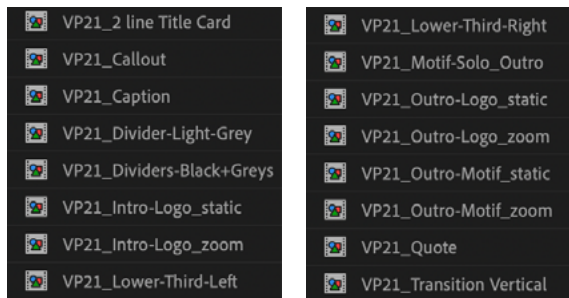 VP21_2 line Title Card
VP21_Callout
VP21_Caption
VP21_Divider-Light-Grey
VP21_Dividers-Black+Greys
VP21_Intro-Logo_static
VP21_Intro-Logo_zoom
VP21_Lower-Third-Left
VP21_Lower-Third-Right
VP21_Motif-Solo_Outro
VP21_Outro-Logo_static
VP21_Outro-Logo_zoom
VP21_Outro-Motif_static
VP21_Outro-Motif_zoom
VP21_Quote
VP21_Transition Vertical